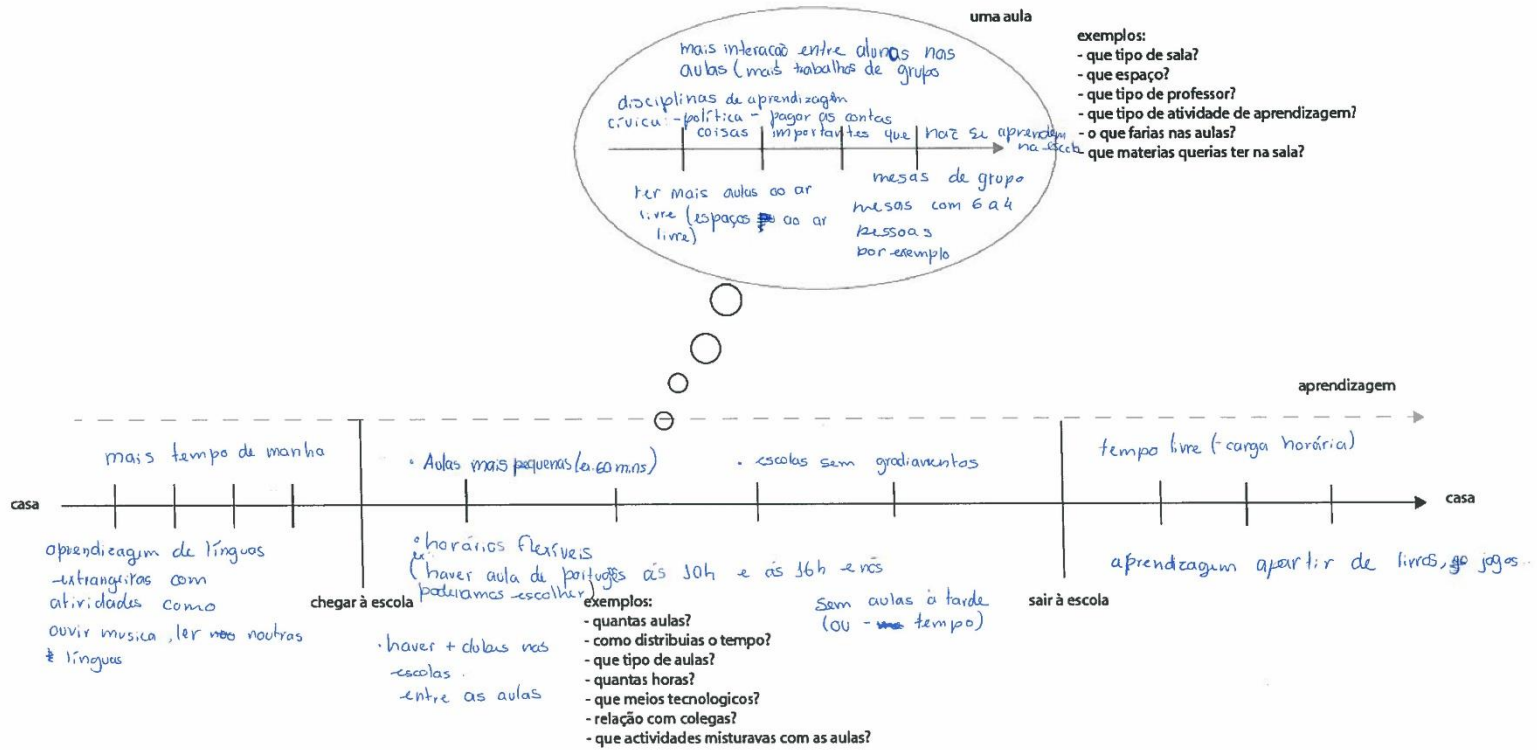 uma aula
exemplos:
- que tipo de sala?
- que espaço?
- que tipo de professor?
- que tipo de atividade de aprendizagem?
- o que farias nas aulas?
- que materias querias ter na sala?
mais interacão entre alunos nas
aulas (mais trabalhos de grupo
disciplinas de aprendizagem
cívica: - política - pagar as contas
coisas importantes que naz se aprendem
na escola
ter mais aulas ao ar
livre (espaços ao ar
livre)
mesas de grupo
mesas com 6 a 4
pessoas
por exemplo
aprendizagem
mais tempo de manha
· Aulas mais pequenas (ex. 60 mins)
· escolas sem gradiamentos
tempo livre (- carga horária)
casa
casa
aprendizagem de línguas
estrangeiras com
atividades como
ouvir musica, ler noutras
línguas
chegar à escola
· horários flexíveis
ex:
(haver aula de portugês ás 10h e ás 16h e nós
poderiamos escolher)
· haver + clubes nas
escolas.
entre as aulas
exemplos:
- quantas aulas?
- como distribuias o tempo?
- que tipo de aulas?
- quantas horas?
- que meios tecnologicos?
- relação com colegas?
- que actividades misturavas com as aulas?
sem aulas à tarde
(ou - tempo)
sair à escola
aprendizagem apartir de livros, jogos...